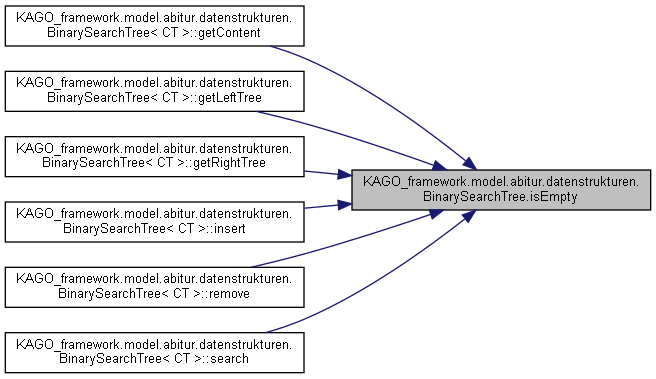 KAGO_framework.model.abitur.datenstrukturen.
BinarySearchTree< CT >::getContent
KAGO_framework.model.abitur.datenstrukturen.
BinarySearchTree< CT >::getLeftTree
KAGO_framework.model.abitur.datenstrukturen.
BinarySearchTree< CT >::getRightTree
KAGO_framework.model.abitur.datenstrukturen.
BinarySearchTree.isEmpty
KAGO_framework.model.abitur.datenstrukturen.
BinarySearchTree< CT >::insert
KAGO_framework.model.abitur.datenstrukturen.
BinarySearchTree< CT >::remove
KAGO_framework.model.abitur.datenstrukturen.
BinarySearchTree< CT >::search